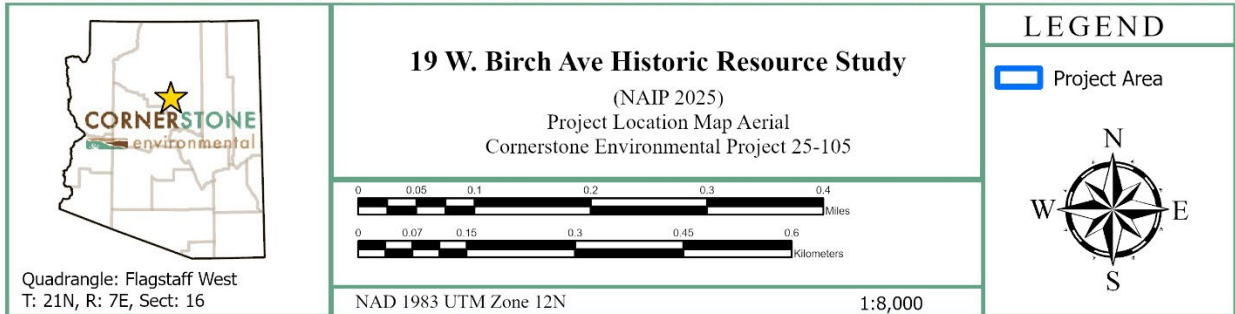 CORNERSTONE
environmental
Quadrangle: Flagstaff West
T: 21N, R: 7E, Sect: 16
19 W. Birch Ave Historic Resource Study
(NAIP 2025)
Project Location Map Aerial
Cornerstone Environmental Project 25-105
0 0.05 0.1 0.2 0.3 0.4
Miles
0 0.07 0.15 0.3 0.45 0.6
Kilometers
NAD 1983 UTM Zone 12N 1:8,000
LEGEND
Project Area
N
W E
S